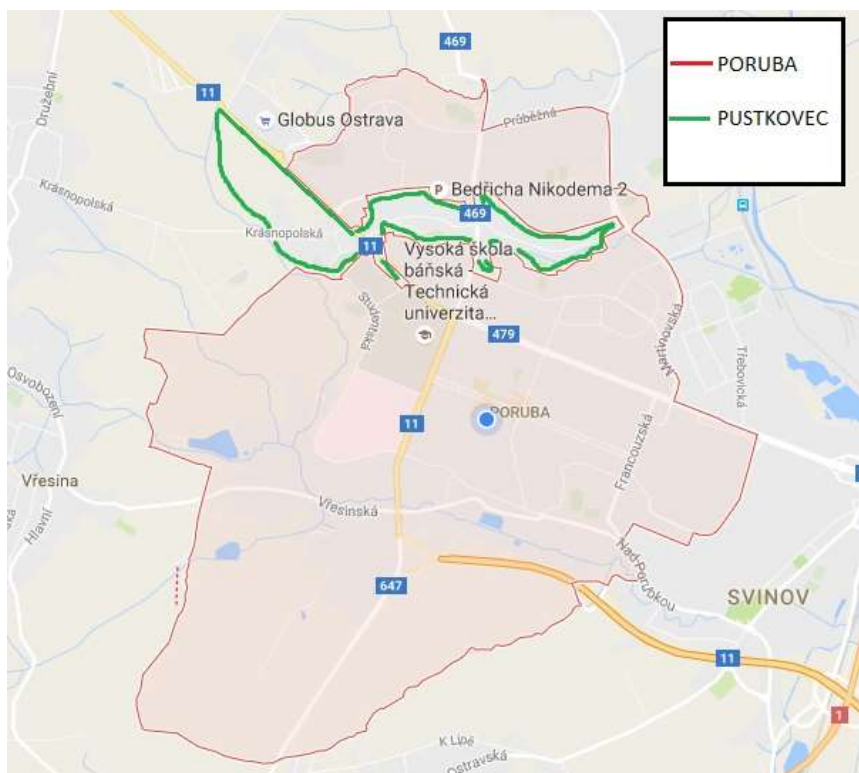 469
PORUBA
PUSTKOVEC
11
Globus Ostrava
Průběžná
Družební
Krásnopolská
Bedřicha Nikodema 2
469
Krásnopolská
11
Vysoká škola
báňská -
Technická
univerzita...
Studentská
479
Martinovská
Třebovická
Osvobození
PORUBA
11
Francouzská
Vřesina
Hlavní
Vřesinská
Nad Porubkou
647
SVINOV
11
1
K Lípě
Ostravská